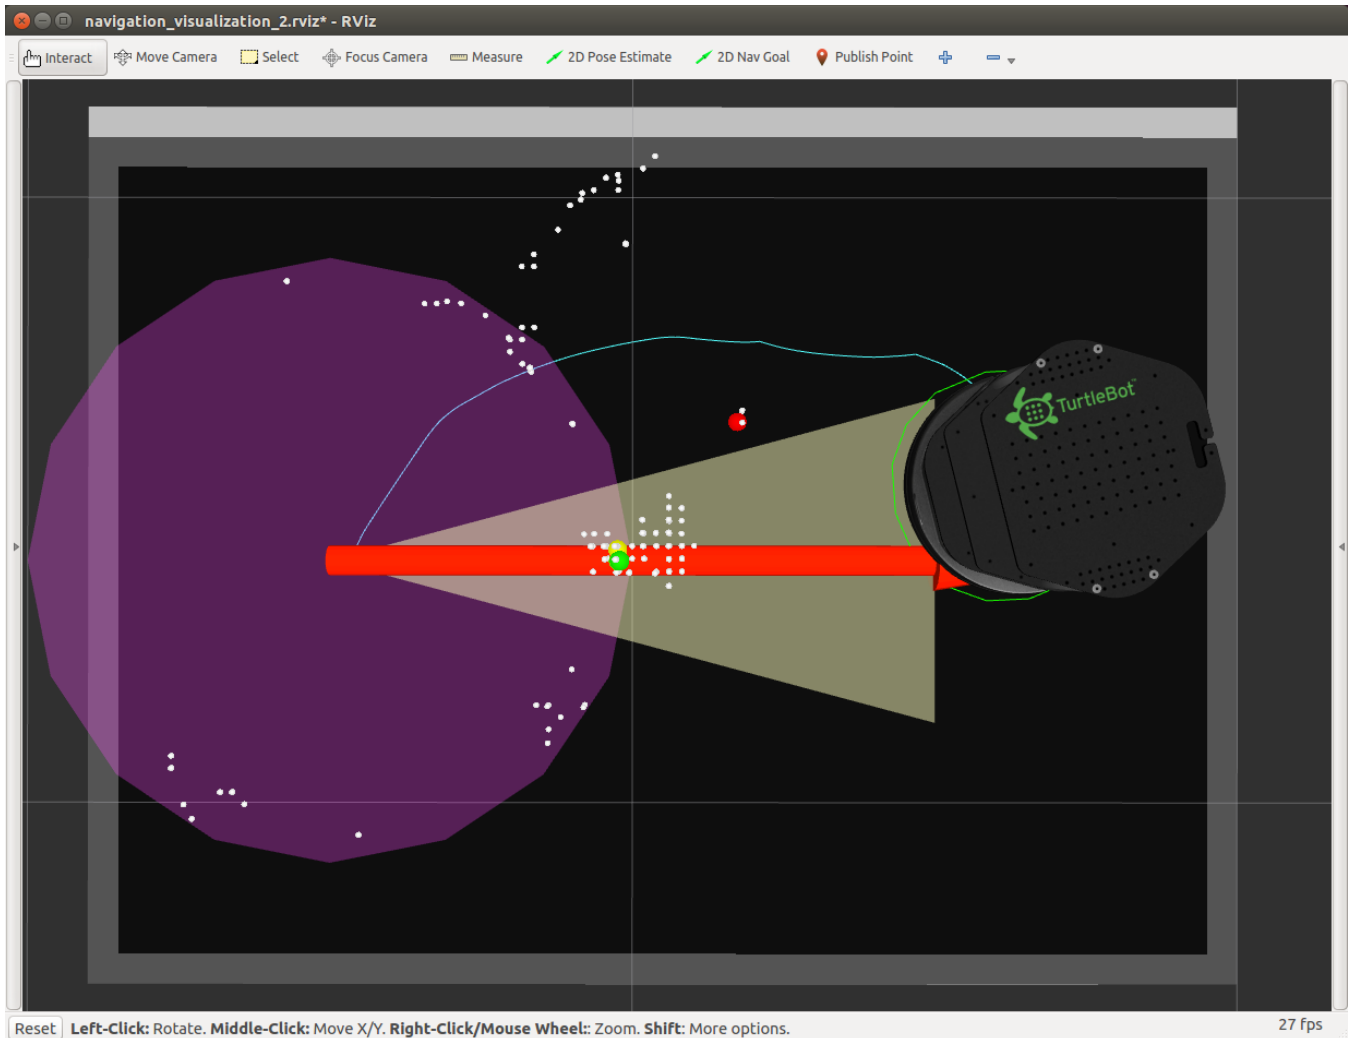 navigation_visualization_2.rviz* - RViz
Interact Move Camera Select Focus Camera Measure 2D Pose Estimate 2D Nav Goal Publish Point
TurtleBot™
Reset Left-Click: Rotate. Middle-Click: Move X/Y. Right-Click/Mouse Wheel:: Zoom. Shift: More options. 27 fps